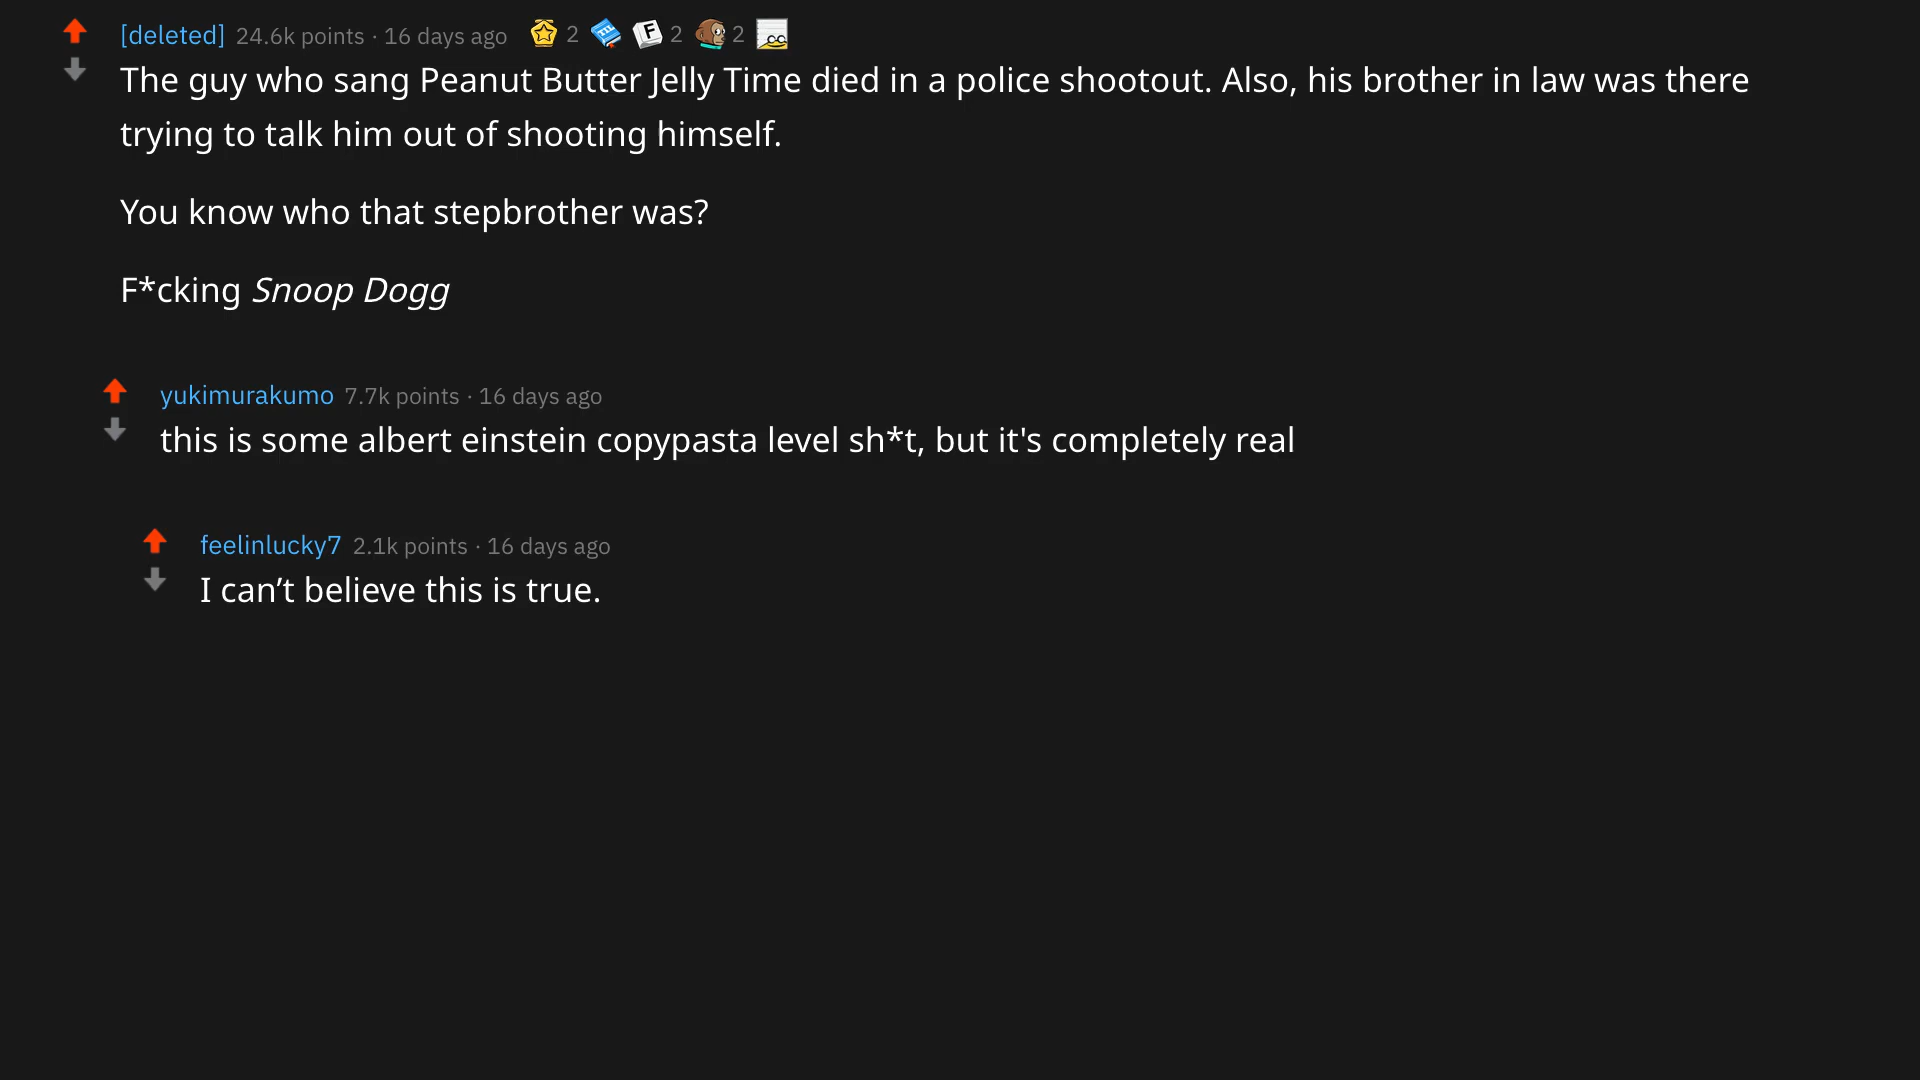 [deleted] 24.6k points · 16 days ago 2 2 2
The guy who sang Peanut Butter Jelly Time died in a police shootout. Also, his brother in law was there
trying to talk him out of shooting himself.
You know who that stepbrother was?
F*cking Snoop Dogg
yukimurakumo 7.7k points · 16 days ago
this is some albert einstein copypasta level sh*t, but it's completely real
feelinlucky7 2.1k points · 16 days ago
I can’t believe this is true.